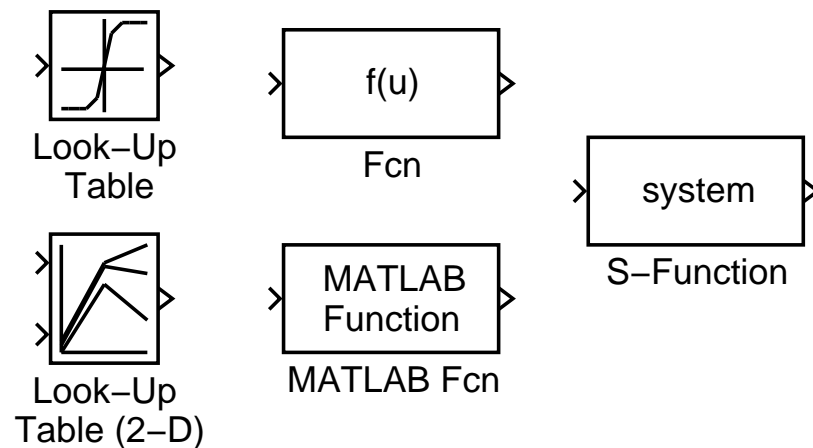 Look−Up
Table
f(u)
Fcn
system
S−Function
Look−Up
Table (2−D)
MATLAB
Function
MATLAB Fcn